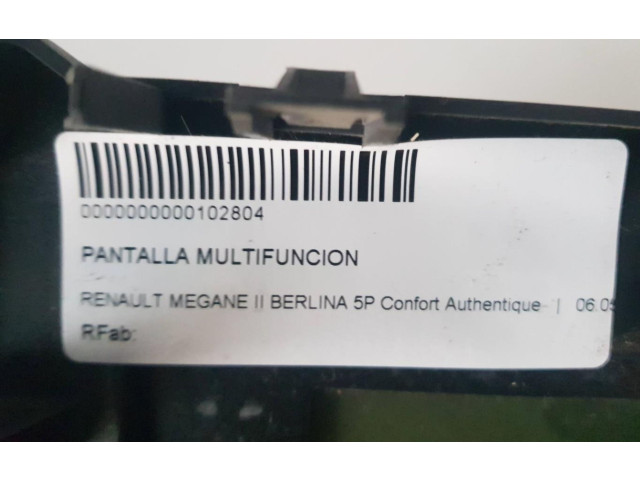 0000000000102804
PANTALLA MULTIFUNCION
RENAULT MEGANE II BERLINA 5P Confort Authentique | 06.05
RFab: